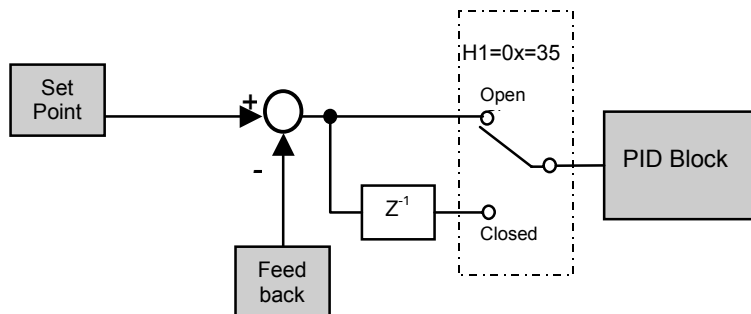 H1=0x=35
Set
Point
+
Open
PID Block
-
Z-1
Closed
Feed
back